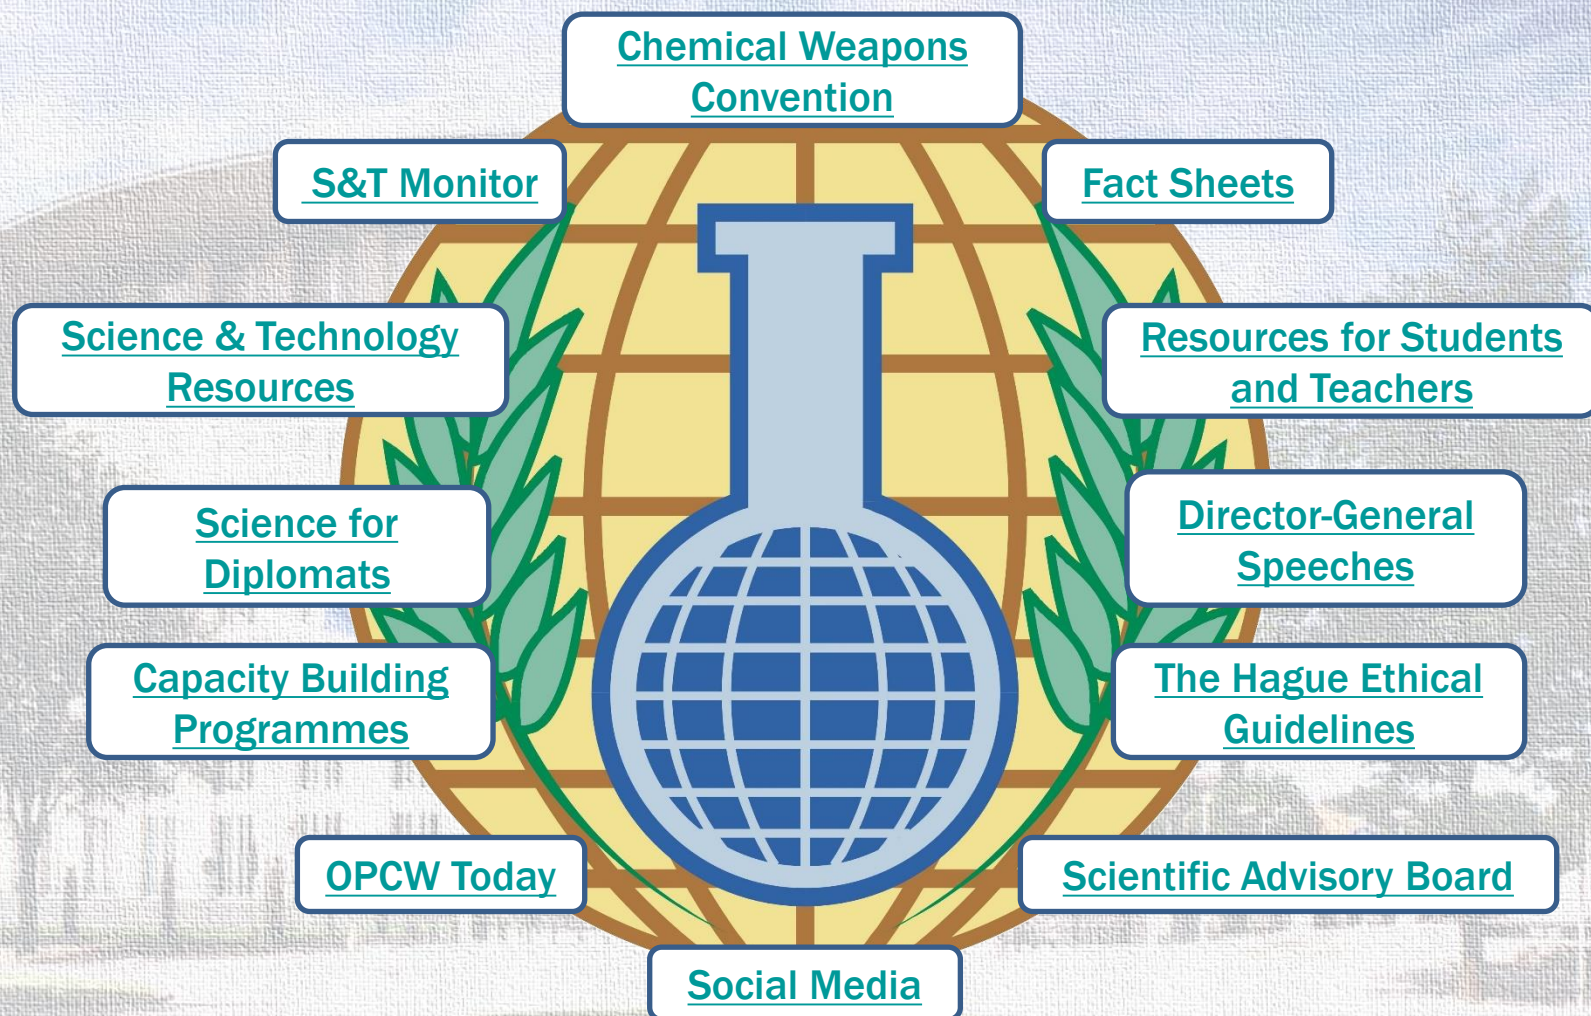 Chemical Weapons
Convention
S&T Monitor
Fact Sheets
Science & Technology
Resources
Resources for Students
and Teachers
Science for
Diplomats
Director-General
Speeches
Capacity Building
Programmes
The Hague Ethical
Guidelines
OPCW Today
Scientific Advisory Board
Social Media